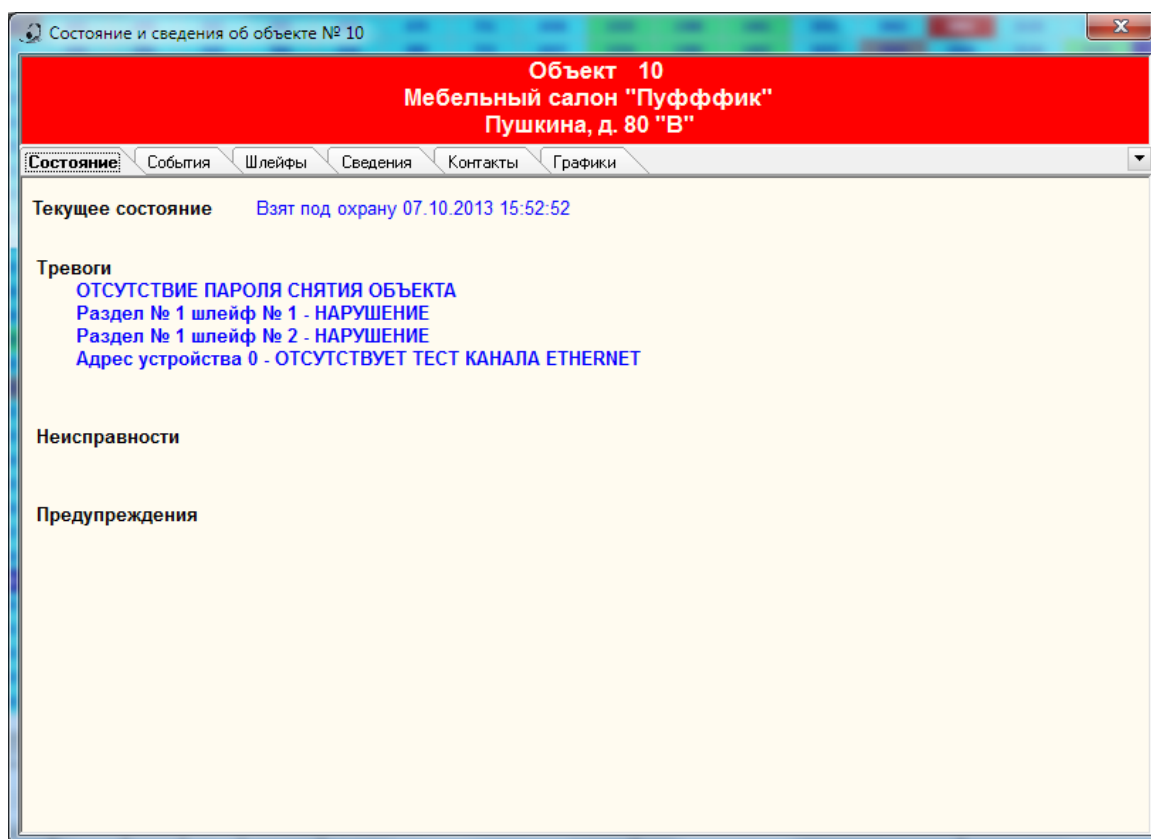 Состояние и сведения об объекте № 10
Объект 10
Мебельный салон "Пуфффик"
Пушкина, д. 80 "В"
Состояние События Шлейфы Сведения Контакты Графики
Текущее состояние Взят под охрану 07.10.2013 15:52:52
Тревоги
ОТСУТСТВИЕ ПАРОЛЯ СНЯТИЯ ОБЪЕКТА
Раздел № 1 шлейф № 1 - НАРУШЕНИЕ
Раздел № 1 шлейф № 2 - НАРУШЕНИЕ
Адрес устройства 0 - ОТСУТСТВУЕТ ТЕСТ КАНАЛА ETHERNET
Неисправности
Предупреждения